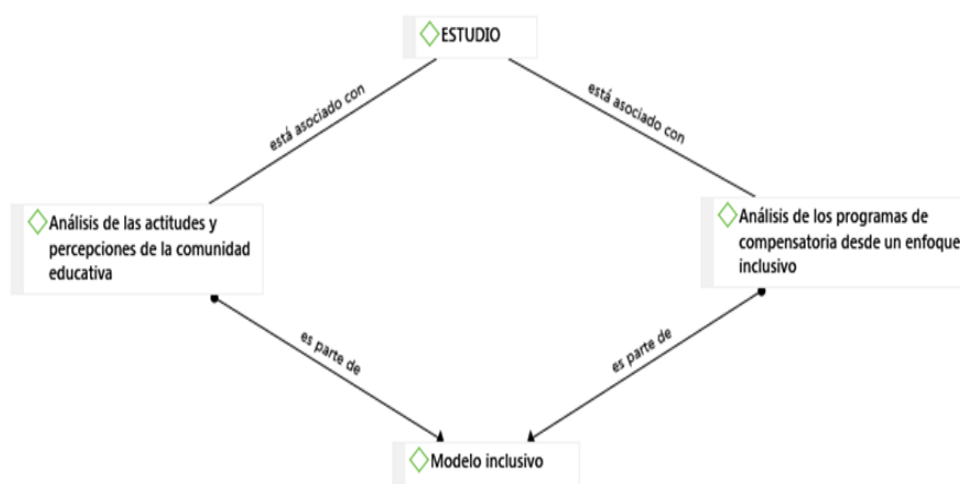 ESTUDIO
está asociado con
está asociado con
Análisis de las actitudes y
percepciones de la comunidad
educativa
Análisis de los programas de
compensatoria desde un enfoque
inclusivo
es parte de
es parte de
Modelo inclusivo